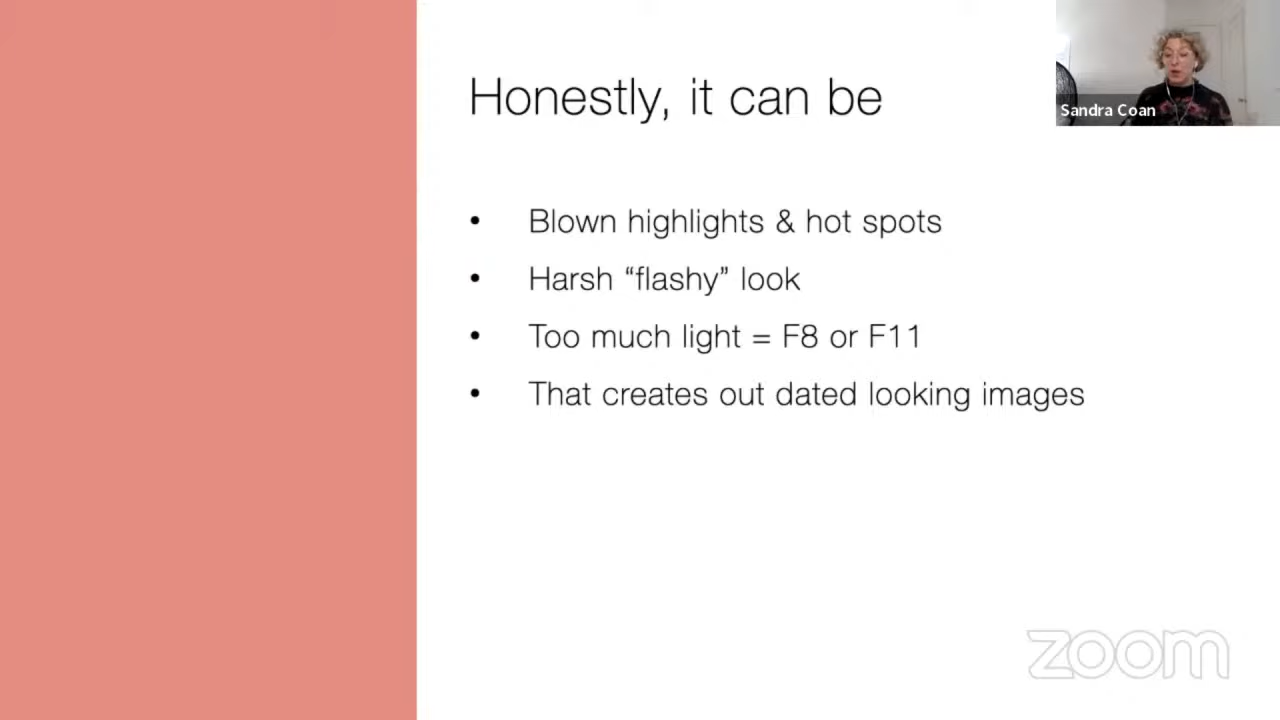 Honestly, it can be
Sandra Coan
• Blown highlights & hot spots
• Harsh “flashy” look
• Too much light = F8 or F11
• That creates out dated looking images
zoom